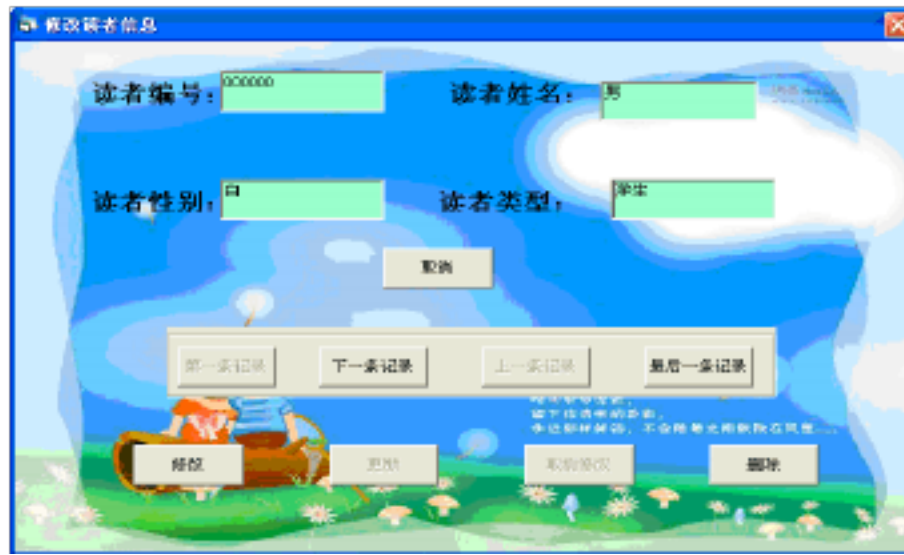 修改读者信息
读者编号： 000000 读者姓名： 男
读者性别： 白 读者类型： 学生
取消
第一条记录 下一条记录 上一条记录 最后一条记录
修改 更新 取消修改 删除